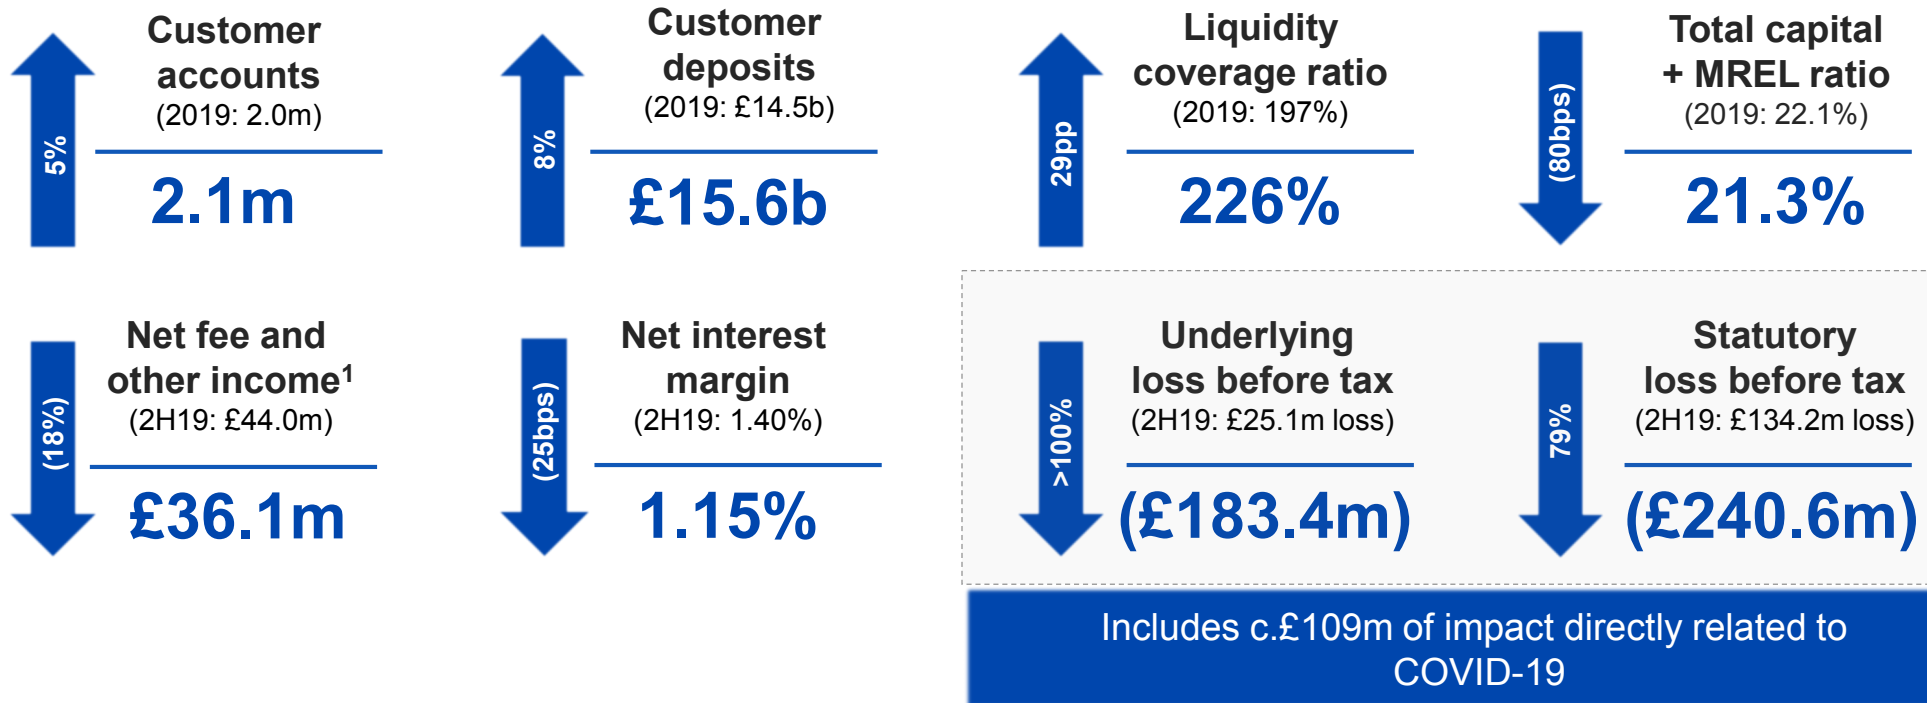 5%
Customer
accounts
(2019: 2.0m)
2.1m
8%
Customer
deposits
(2019: £14.5b)
£15.6b
29pp
Liquidity
coverage ratio
(2019: 197%)
226%
(80bps)
Total capital
+ MREL ratio
(2019: 22.1%)
21.3%
(18%)
Net fee and
other income¹
(2H19: £44.0m)
£36.1m
(25bps)
Net interest
margin
(2H19: 1.40%)
1.15%
>100%
Underlying
loss before tax
(2H19: £25.1m loss)
(£183.4m)
79%
Statutory
loss before tax
(2H19: £134.2m loss)
(£240.6m)
Includes c.£109m of impact directly related to
COVID-19